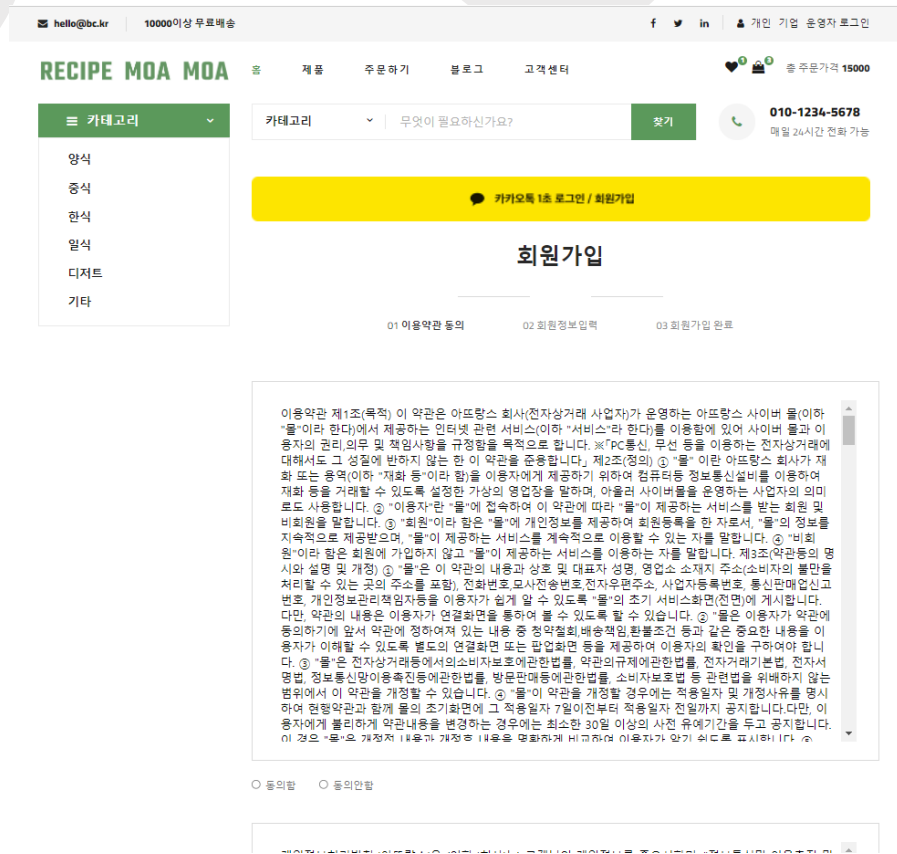 hello@bc.kr
10000이상 무료배송
개인 기업 운영자 로그인
RECIPE MOA MOA
홈 제품 주문하기 블로그 고객센터
1 3 총 주문가격 15000
카테고리
카테고리 무엇이 필요하신가요? 찾기
010-1234-5678
매일 24시간 전화 가능
양식
중식
한식
일식
디저트
기타
카카오톡 1초 로그인 / 회원가입
회원가입
01 이용약관 동의 02 회원정보입력 03 회원가입 완료
이용약관 제1조(목적) 이 약관은 아뜨랑스 회사(전자상거래 사업자)가 운영하는 아뜨랑스 사이버 몰(이하
"몰"이라 한다)에서 제공하는 인터넷 관련 서비스(이하 "서비스"라 한다)를 이용함에 있어 사이버 몰과 이
용자의 권리,의무 및 책임사항을 규정함을 목적으로 합니다. ※「PC통신, 무선 등을 이용하는 전자상거래에
대해서도 그 성질에 반하지 않는 한 이 약관을 준용합니다」 제2조(정의) ① "몰" 이란 아뜨랑스 회사가 재
화 또는 용역(이하 "재화 등"이라 함)을 이용자에게 제공하기 위하여 컴퓨터등 정보통신설비를 이용하여
재화 등을 거래할 수 있도록 설정한 가상의 영업장을 말하며, 아울러 사이버몰을 운영하는 사업자의 의미
로도 사용합니다. ② "이용자"란 "몰"에 접속하여 이 약관에 따라 "몰"이 제공하는 서비스를 받는 회원 및
비회원을 말합니다. ③ "회원"이라 함은 "몰"에 개인정보를 제공하여 회원등록을 한 자로서, "몰"의 정보를
지속적으로 제공받으며, "몰"이 제공하는 서비스를 계속적으로 이용할 수 있는 자를 말합니다. ④ "비회
원"이라 함은 회원에 가입하지 않고 "몰"이 제공하는 서비스를 이용하는 자를 말합니다. 제3조(약관등의 명
시와 설명 및 개정) ① "몰"은 이 약관의 내용과 상호 및 대표자 성명, 영업소 소재지 주소(소비자의 불만을
처리할 수 있는 곳의 주소를 포함), 전화번호,모사전송번호,전자우편주소, 사업자등록번호, 통신판매업신고
번호, 개인정보관리책임자등을 이용자가 쉽게 알 수 있도록 "몰"의 초기 서비스화면(전면)에 게시합니다.
다만, 약관의 내용은 이용자가 연결화면을 통하여 볼 수 있도록 할 수 있습니다. ② "몰은 이용자가 약관에
동의하기에 앞서 약관에 정하여져 있는 내용 중 청약철회,배송책임,환불조건 등과 같은 중요한 내용을 이
용자가 이해할 수 있도록 별도의 연결화면 또는 팝업화면 등을 제공하여 이용자의 확인을 구하여야 합니
다. ③ "몰"은 전자상거래등에서의소비자보호에관한법률, 약관의규제에관한법률, 전자거래기본법, 전자서
명법, 정보통신망이용촉진등에관한법률, 방문판매등에관한법률, 소비자보호법 등 관련법을 위배하지 않는
범위에서 이 약관을 개정할 수 있습니다. ④ "몰"이 약관을 개정할 경우에는 적용일자 및 개정사유를 명시
하여 현행약관과 함께 몰의 초기화면에 그 적용일자 7일이전부터 적용일자 전일까지 공지합니다.다만, 이
용자에게 불리하게 약관내용을 변경하는 경우에는 최소한 30일 이상의 사전 유예기간을 두고 공지합니다.
이 경우 "몰"은 개정전 내용과 개정후 내용을 명확하게 비교하여 이용자가 알기 쉽도록 표시합니다. ⑤
동의함 동의안함